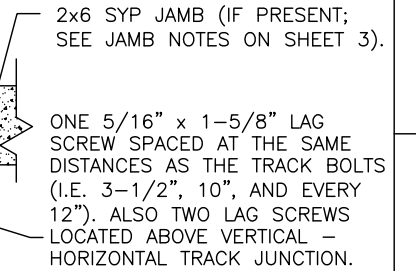 2x6 SYP JAMB (IF PRESENT;
SEE JAMB NOTES ON SHEET 3).
ONE 5/16" x 1-5/8" LAG
SCREW SPACED AT THE SAME
DISTANCES AS THE TRACK BOLTS
(I.E. 3-1/2", 10", AND EVERY
12"). ALSO TWO LAG SCREWS
LOCATED ABOVE VERTICAL -
HORIZONTAL TRACK JUNCTION.